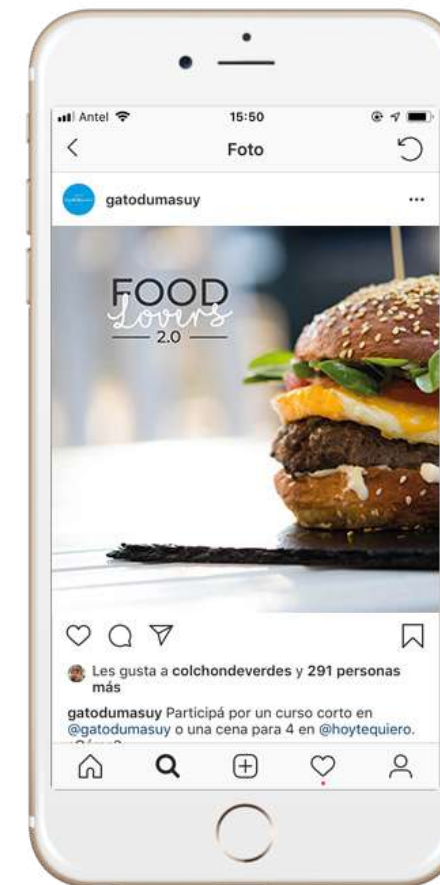 Antel
15:50
Foto
gatodumasuy
FOOD
Lovers
2.0
Les gusta a colchondeverdes y 291 personas
más
gatodumasuy Participá por un curso corto en
@gatodumasuy o una cena para 4 en @hoytequiero.